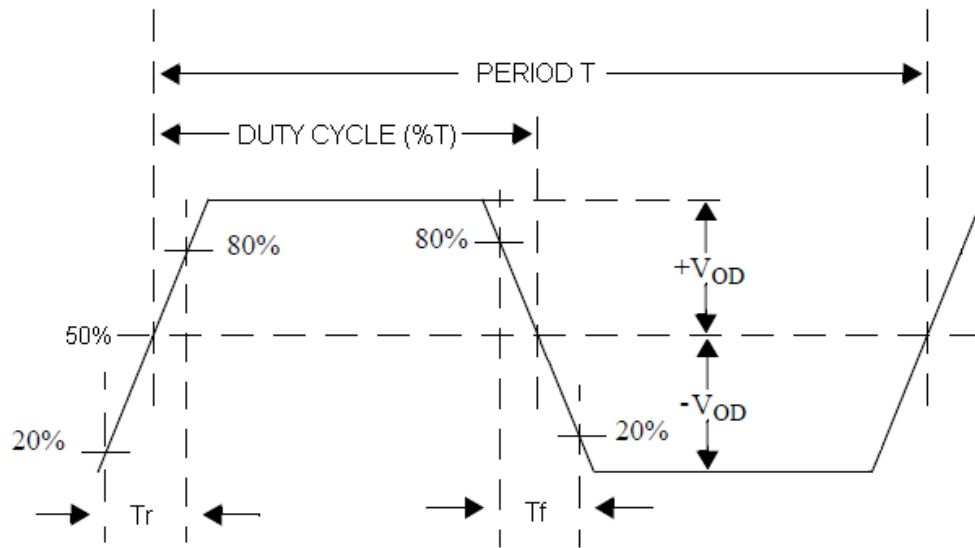 PERIOD T
DUTY CYCLE (%T)
80%
80%
+VOD
50%
-VOD
20%
20%
Tr
Tf